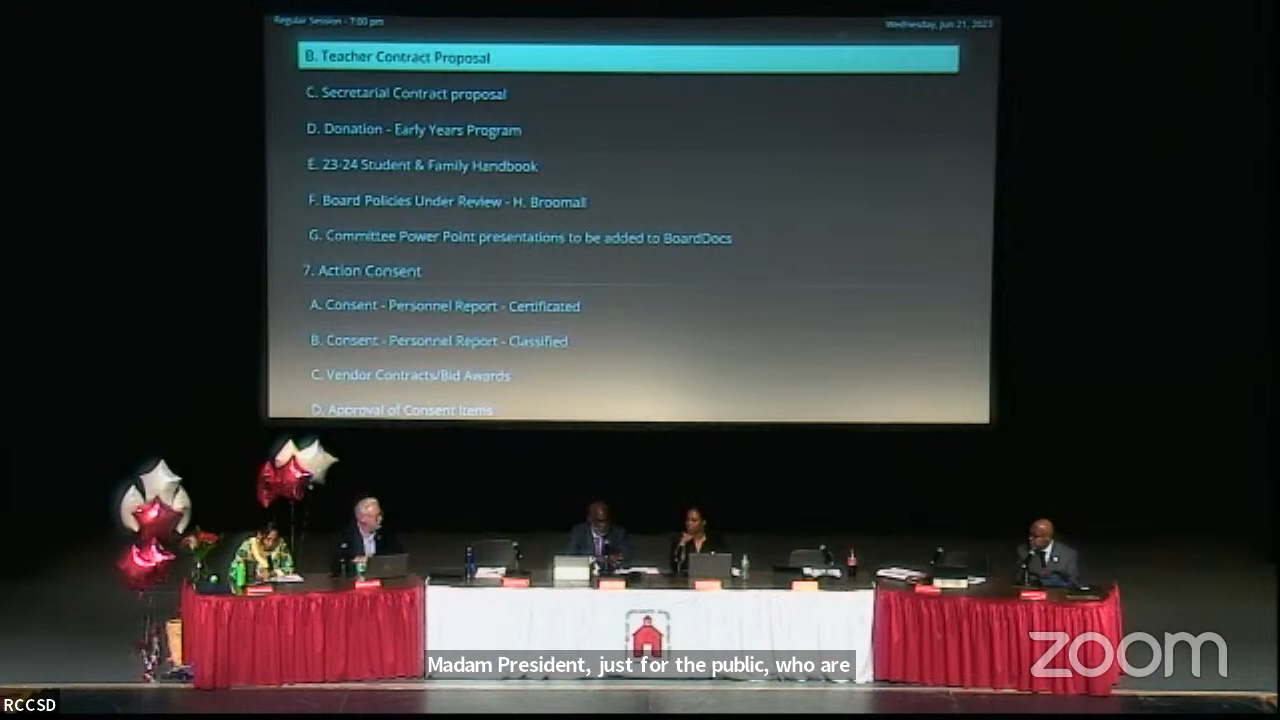 Regular Session - 7:00 pm
Wednesday, Jun 21, 2023
B. Teacher Contract Proposal
C. Secretarial Contract proposal
D. Donation - Early Years Program
E. 23-24 Student & Family Handbook
F. Board Policies Under Review - H. Broomall
G. Committee Power Point presentations to be added to BoardDocs
7. Action Consent
A. Consent - Personnel Report - Certificated
B. Consent - Personnel Report - Classified
C. Vendor Contracts/Bid Awards
D. Approval of Consent Items
Madam President, just for the public, who are
zoom
RCCSD